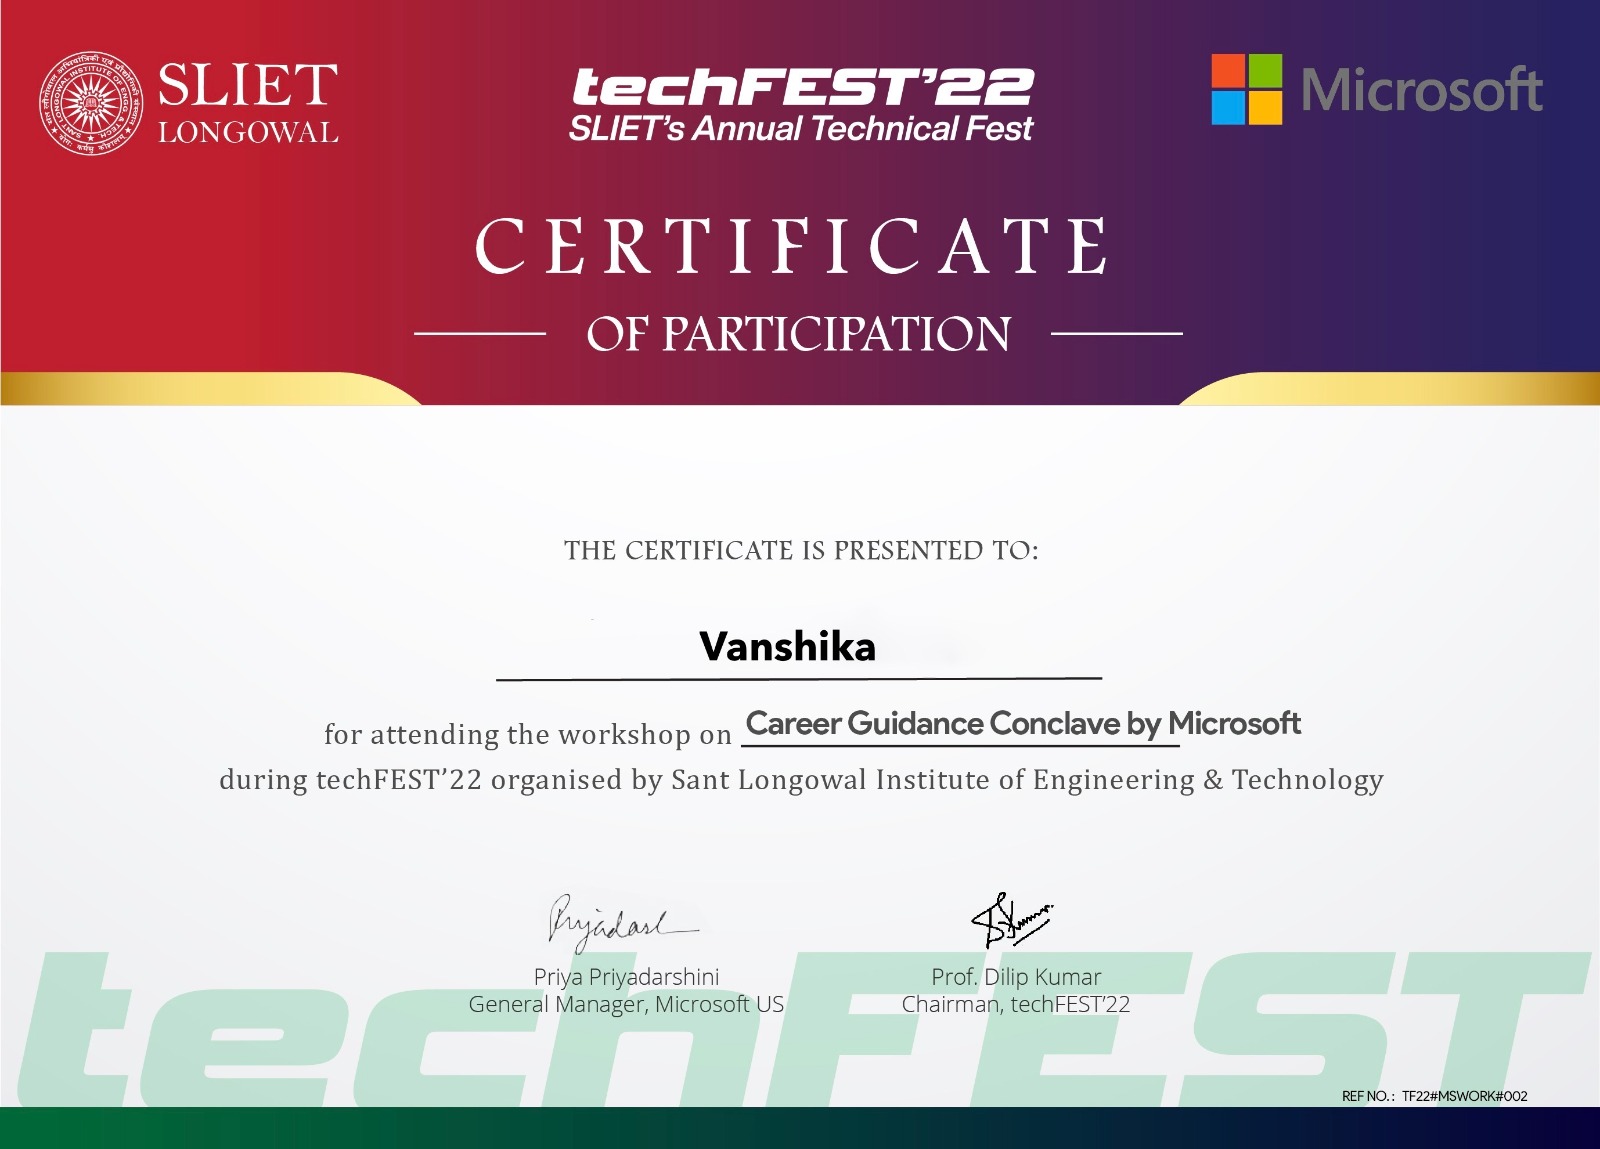 SLIET
LONGOWAL
techFEST'22
SLIET's Annual Technical Fest
Microsoft
CERTIFICATE
OF PARTICIPATION
THE CERTIFICATE IS PRESENTED TO:
Vanshika
for attending the workshop on Career Guidance Conclave by Microsoft
during techFEST'22 organised by Sant Longowal Institute of Engineering & Technology
Priya Priyadarshini
General Manager, Microsoft US
Prof. Dilip Kumar
Chairman, techFEST'22
techFEST
REF NO. : TF22#MSWORK#002